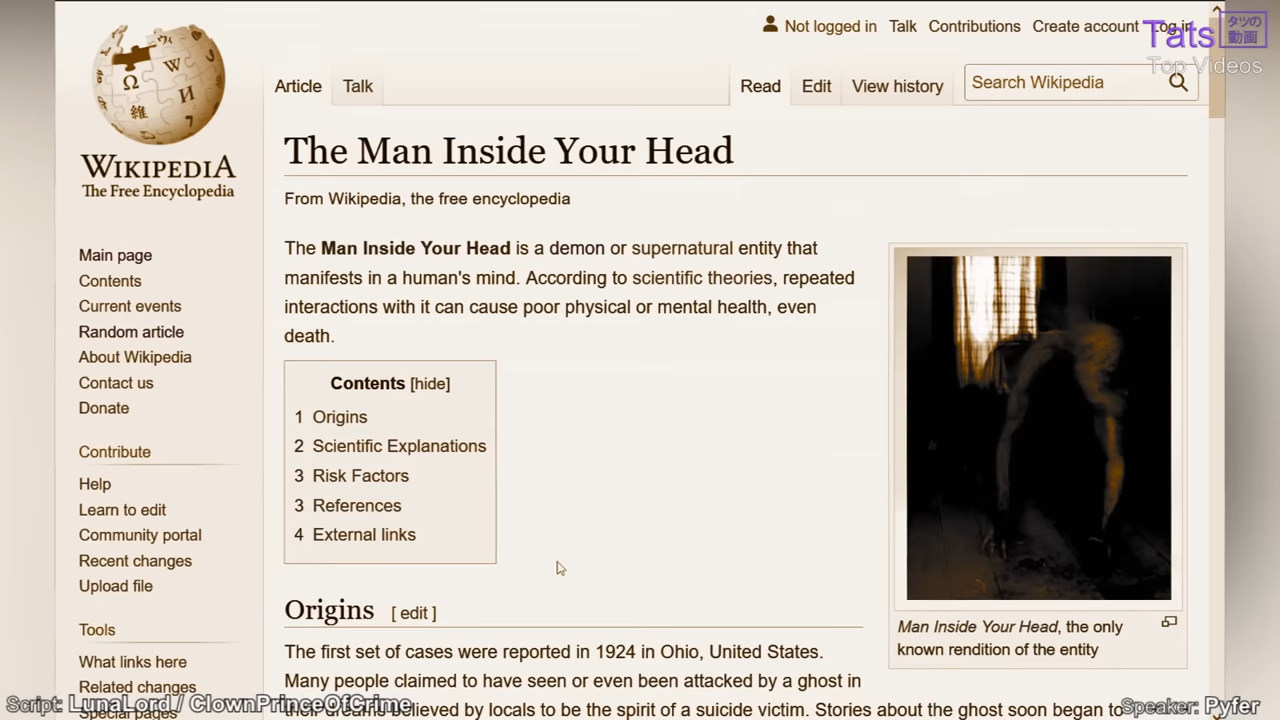 Not logged in Talk Contributions Create account Log in
Tats タツの動画
Top Videos
Article Talk Read Edit View history Search Wikipedia
WIKIPEDIA
The Free Encyclopedia
Main page
Contents
Current events
Random article
About Wikipedia
Contact us
Donate
Contribute
Help
Learn to edit
Community portal
Recent changes
Upload file
Tools
What links here
Related changes
Special pages
The Man Inside Your Head
From Wikipedia, the free encyclopedia
The Man Inside Your Head is a demon or supernatural entity that
manifests in a human's mind. According to scientific theories, repeated
interactions with it can cause poor physical or mental health, even
death.
Contents [hide]
1 Origins
2 Scientific Explanations
3 Risk Factors
3 References
4 External links
Man Inside Your Head, the only
known rendition of the entity
Origins [ edit ]
The first set of cases were reported in 1924 in Ohio, United States.
Many people claimed to have seen or even been attacked by a ghost in
their dreams believed by locals to be the spirit of a suicide victim. Stories about the ghost soon began to
Script: LunaLord / ClownPrinceOfCrime
Speaker: Pyfer